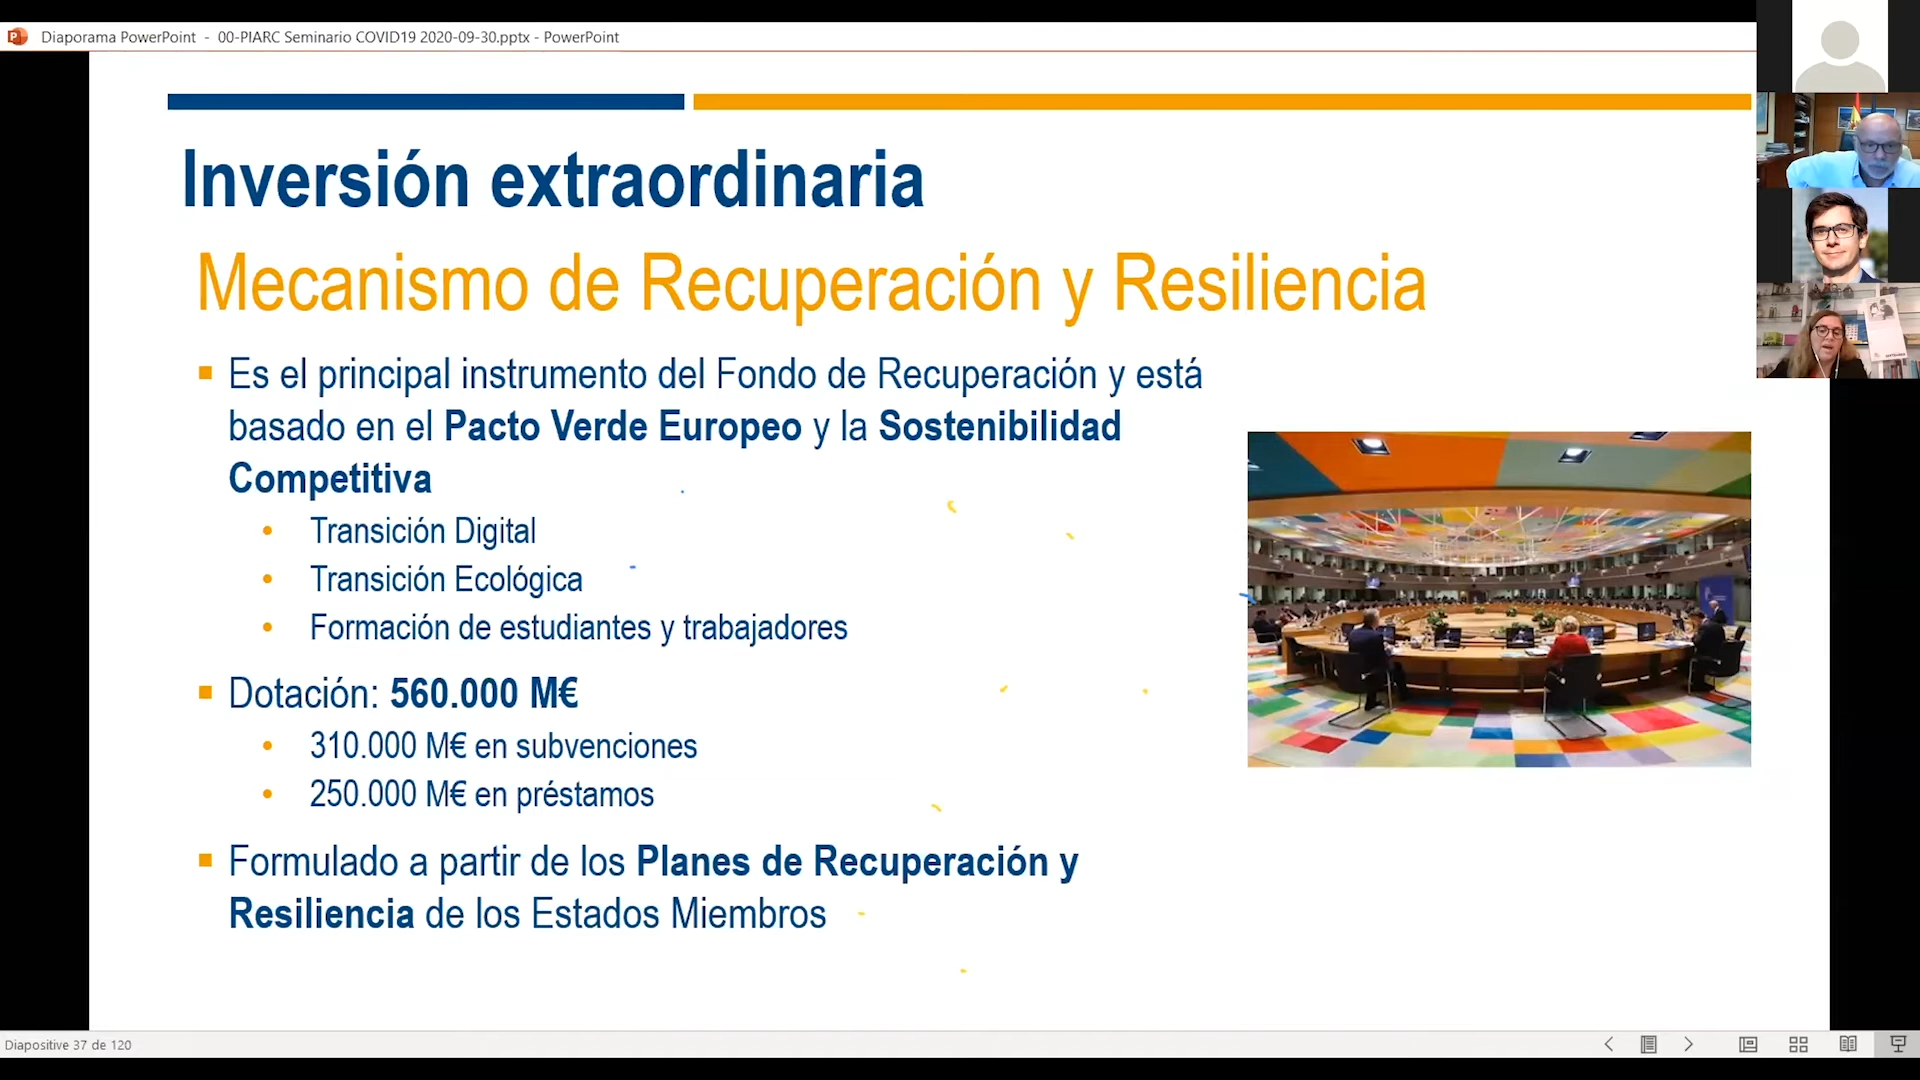 Diaporama PowerPoint - 00-PIARC Seminario COVID19 2020-09-30.pptx - PowerPoint
Inversión extraordinaria
Mecanismo de Recuperación y Resiliencia
Es el principal instrumento del Fondo de Recuperación y está
basado en el Pacto Verde Europeo y la Sostenibilidad
Competitiva
Transición Digital
Transición Ecológica
Formación de estudiantes y trabajadores
Dotación: 560.000 M€
310.000 M€ en subvenciones
250.000 M€ en préstamos
Formulado a partir de los Planes de Recuperación y
Resiliencia de los Estados Miembros
Diapositive 37 de 120